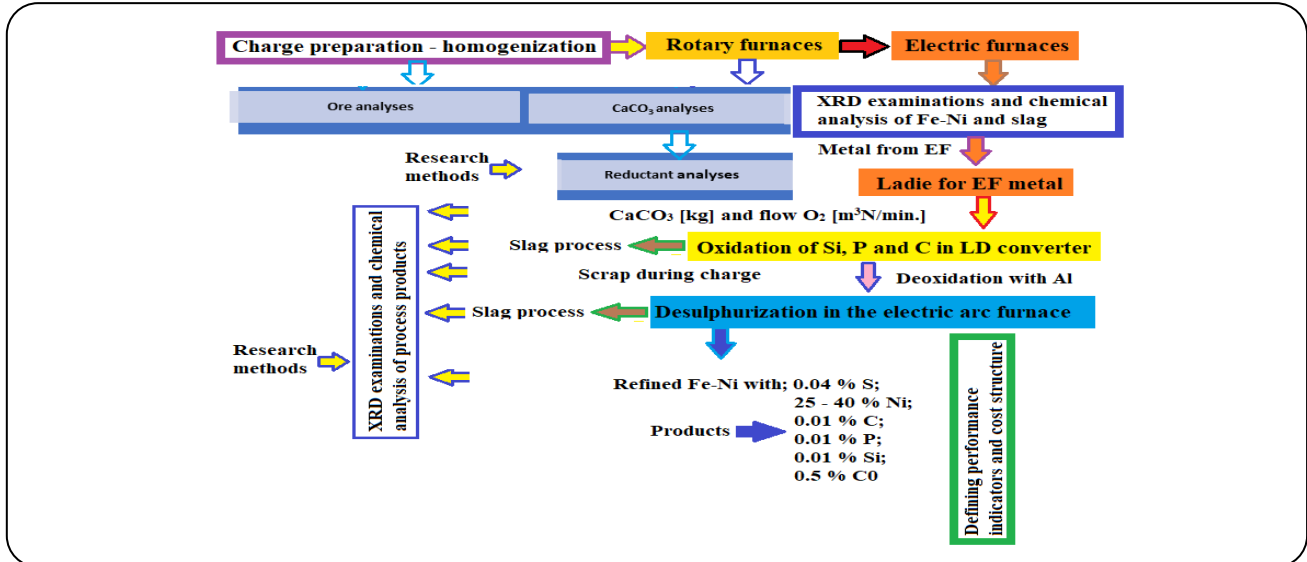 Charge preparation - homogenization
Rotary furnaces
Electric furnaces
Ore analyses
CaCO₃ analyses
XRD examinations and chemical
analysis of Fe-Ni and slag
Metal from EF
Research
methods
Reductant analyses
Ladie for EF metal
CaCO₃ [kg] and flow O₂ [m³N/min.]
Slag process
Oxidation of Si, P and C in LD converter
Scrap during charge
Deoxidation with Al
Slag process
Desulphurization in the electric arc furnace
XRD examinations and chemical
analysis of process products
Research
methods
Refined Fe-Ni with; 0.04 % S;
25 - 40 % Ni;
0.01 % C;
Products
0.01 % P;
0.01 % Si;
0.5 % C0
Defining performance
indicators and cost structure